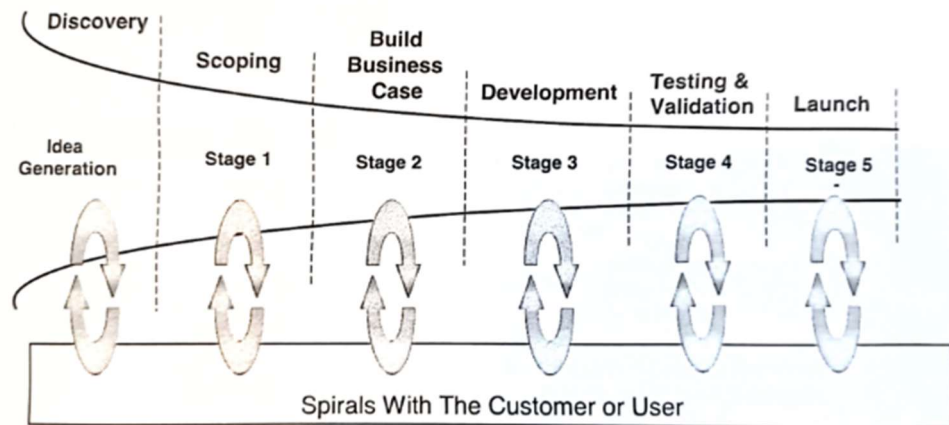 Discovery
Scoping
Build
Business
Case
Development
Testing &
Validation
Launch
Idea
Generation
Stage 1
Stage 2
Stage 3
Stage 4
Stage 5
Spirals With The Customer or User